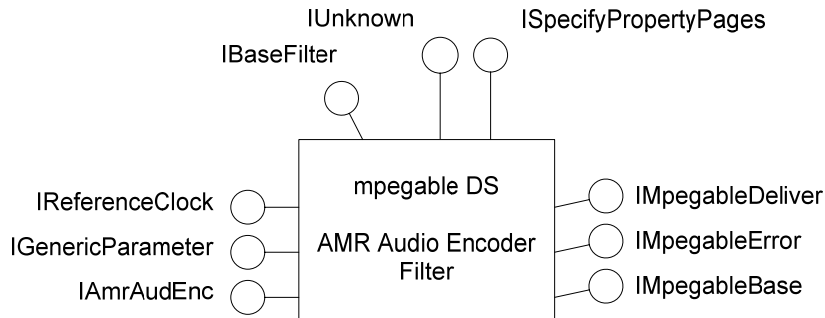 IUnknown
ISpecifyPropertyPages
IBaseFilter
mpegable DS
AMR Audio Encoder
Filter
IReferenceClock
IGenericParameter
IAmrAudEnc
IMpegableDeliver
IMpegableError
IMpegableBase